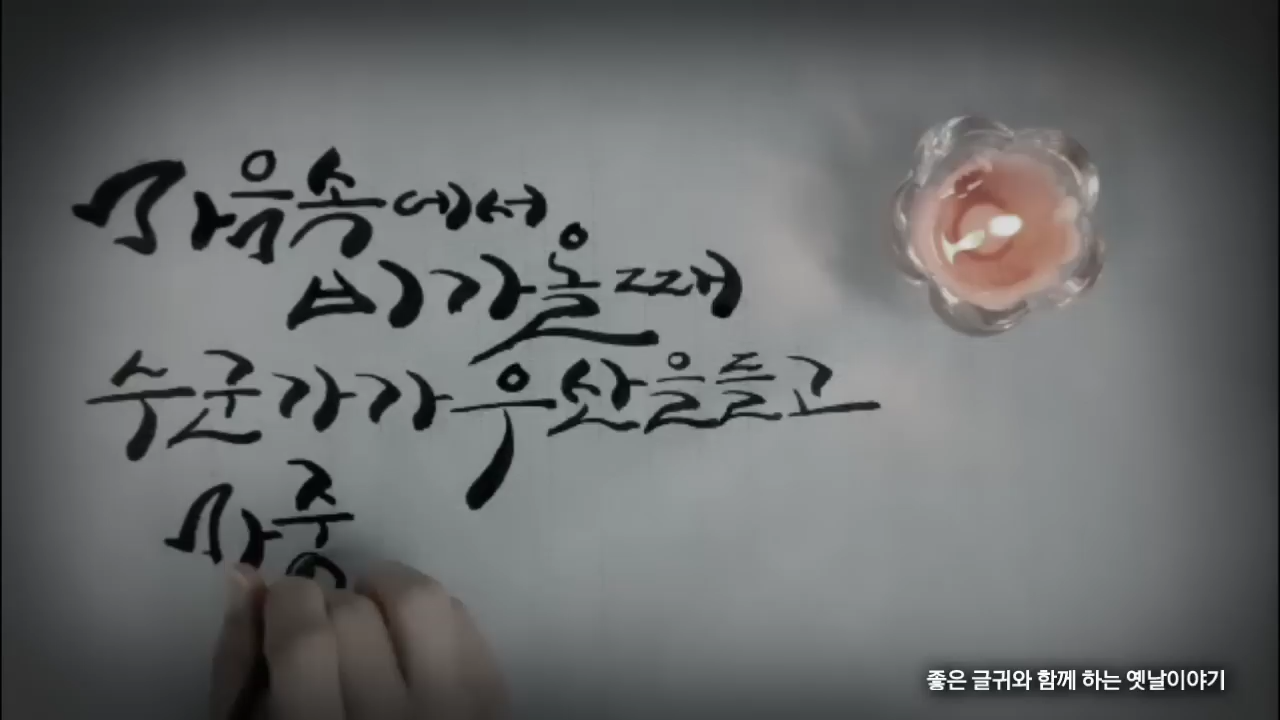 마음속에서
비가올때
수군가가우산을들고
마중
좋은 글귀와 함께 하는 옛날이야기